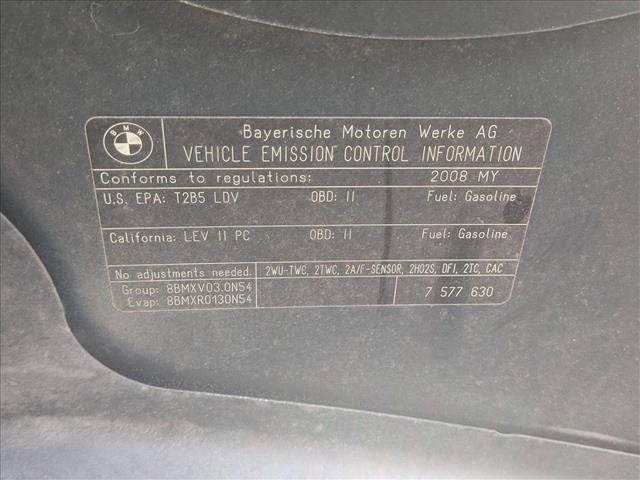 BMW
Bayerische Motoren Werke AG
VEHICLE EMISSION CONTROL INFORMATION
Conforms to regulations: 2008 MY
U.S. EPA: T2B5 LDV OBD: II Fuel: Gasoline
California: LEV II PC OBD: II Fuel: Gasoline
No adjustments needed. 2WU-TWC, 2TWC, 2A/F-SENSOR, 2HO2S, DFI, 2TC, CAC
Group: 8BMXV03.0N54
Evap: 8BMXR0130N54
7 577 630